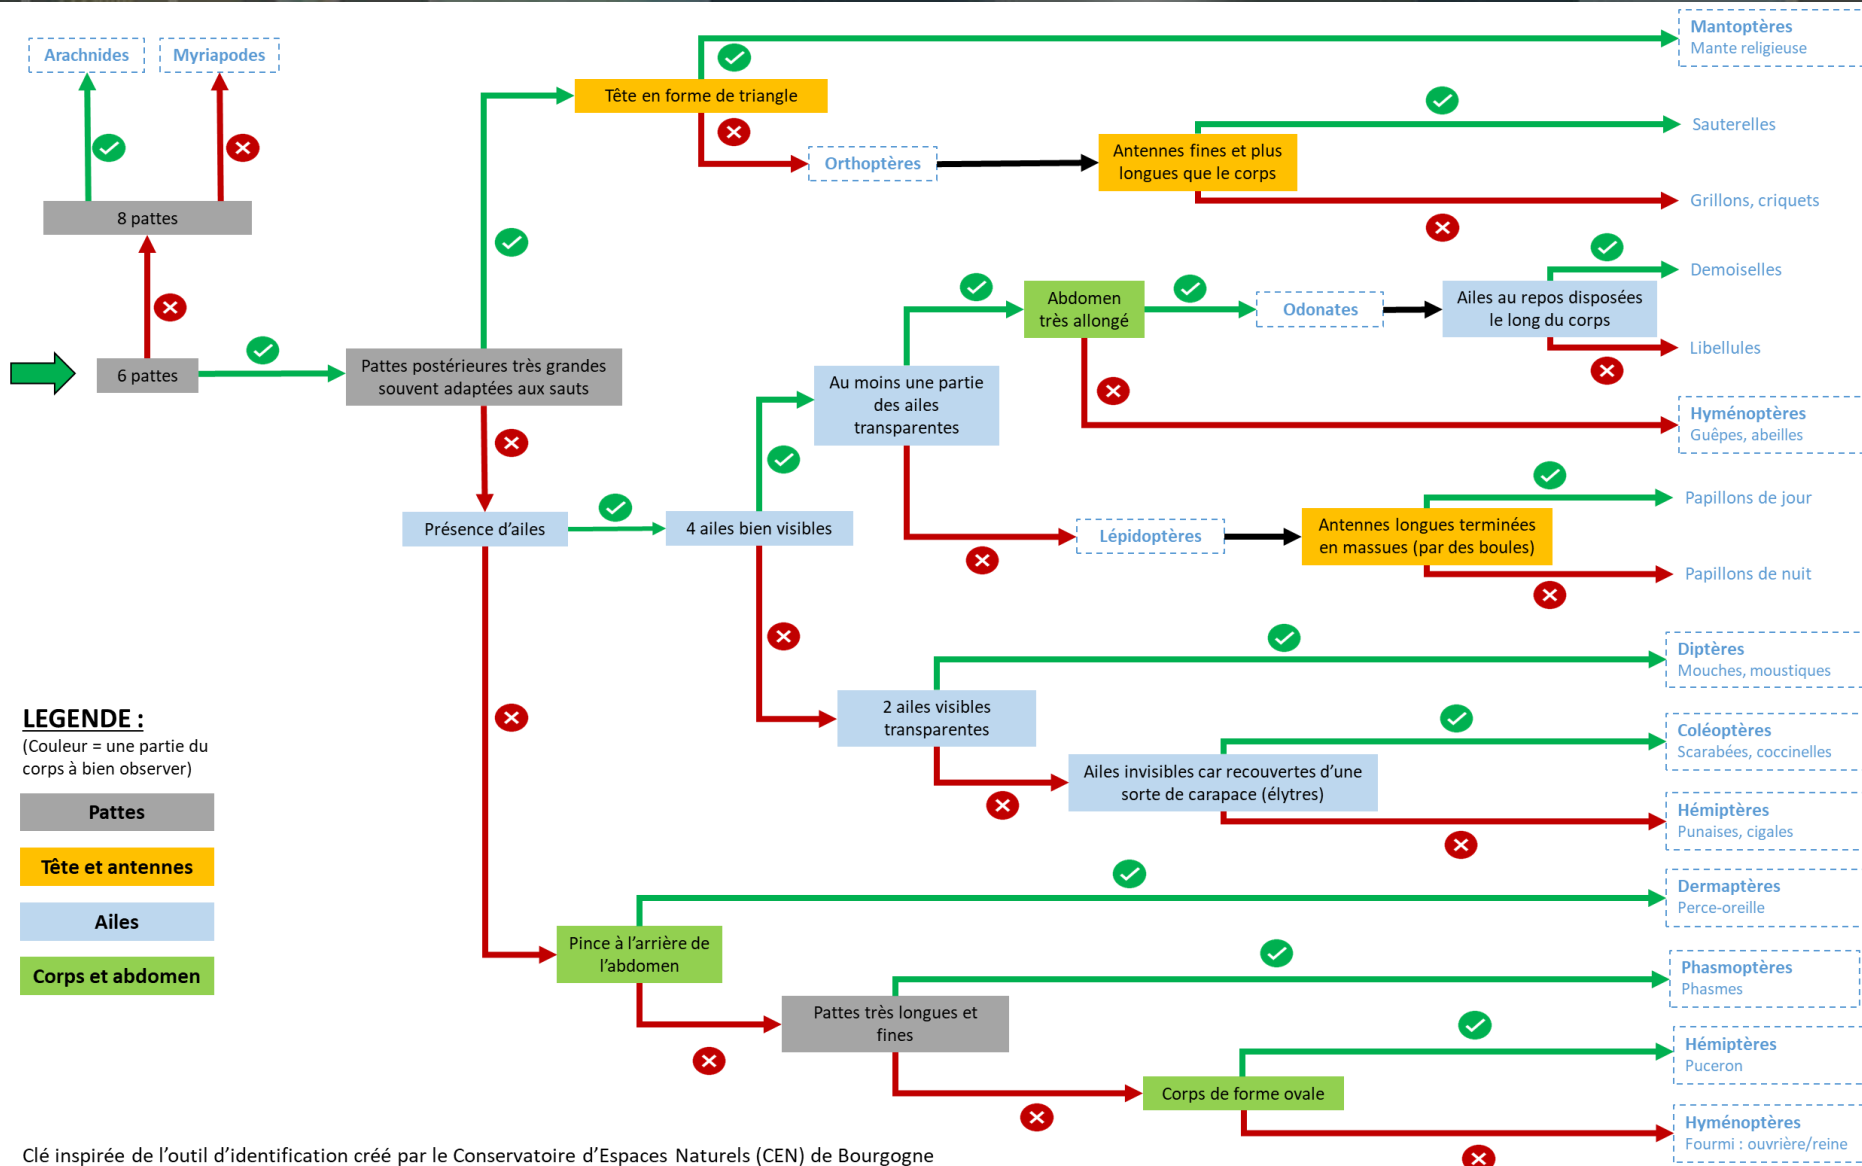 Arachnides
Myriapodes
8 pattes
6 pattes
Pattes postérieures très grandes
souvent adaptées aux sauts
Tête en forme de triangle
Mantoptères
Mante religieuse
Orthoptères
Antennes fines et plus
longues que le corps
Sauterelles
Grillons, criquets
Présence d’ailes
4 ailes bien visibles
Au moins une partie
des ailes
transparentes
Abdomen
très allongé
Odonates
Ailes au repos disposées
le long du corps
Demoiselles
Libellules
Hyménoptères
Guêpes, abeilles
Lépidoptères
Antennes longues terminées
en massues (par des boules)
Papillons de jour
Papillons de nuit
2 ailes visibles
transparentes
Diptères
Mouches, moustiques
Ailes invisibles car recouvertes d’une
sorte de carapace (élytres)
Coléoptères
Scarabées, coccinelles
Hémiptères
Punaises, cigales
Pince à l’arrière de
l’abdomen
Dermaptères
Perce-oreille
Pattes très longues et
fines
Phasmoptères
Phasmes
Corps de forme ovale
Hémiptères
Puceron
Hyménoptères
Fourmi : ouvrière/reine
LEGENDE :
(Couleur = une partie du
corps à bien observer)
Pattes
Tête et antennes
Ailes
Corps et abdomen
Clé inspirée de l’outil d’identification créé par le Conservatoire d’Espaces Naturels (CEN) de Bourgogne